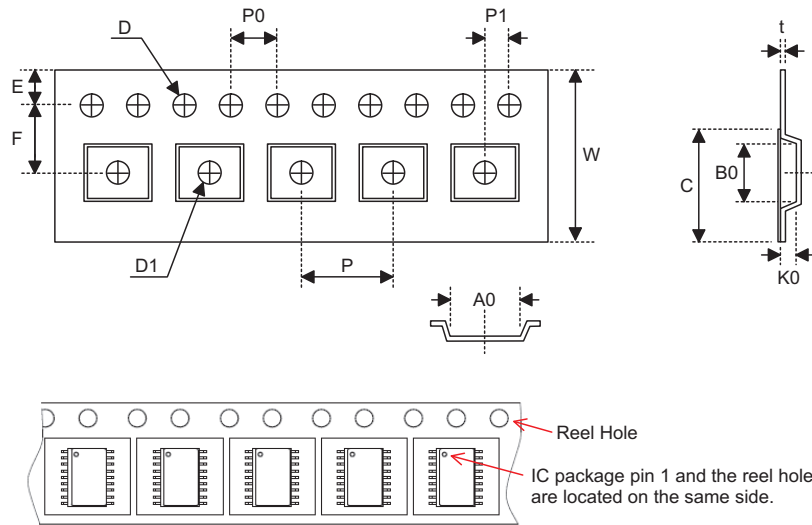 D
P0
P1
t
E
F
W
C
B0
D1
P
K0
A0
Reel Hole
IC package pin 1 and the reel hole
are located on the same side.